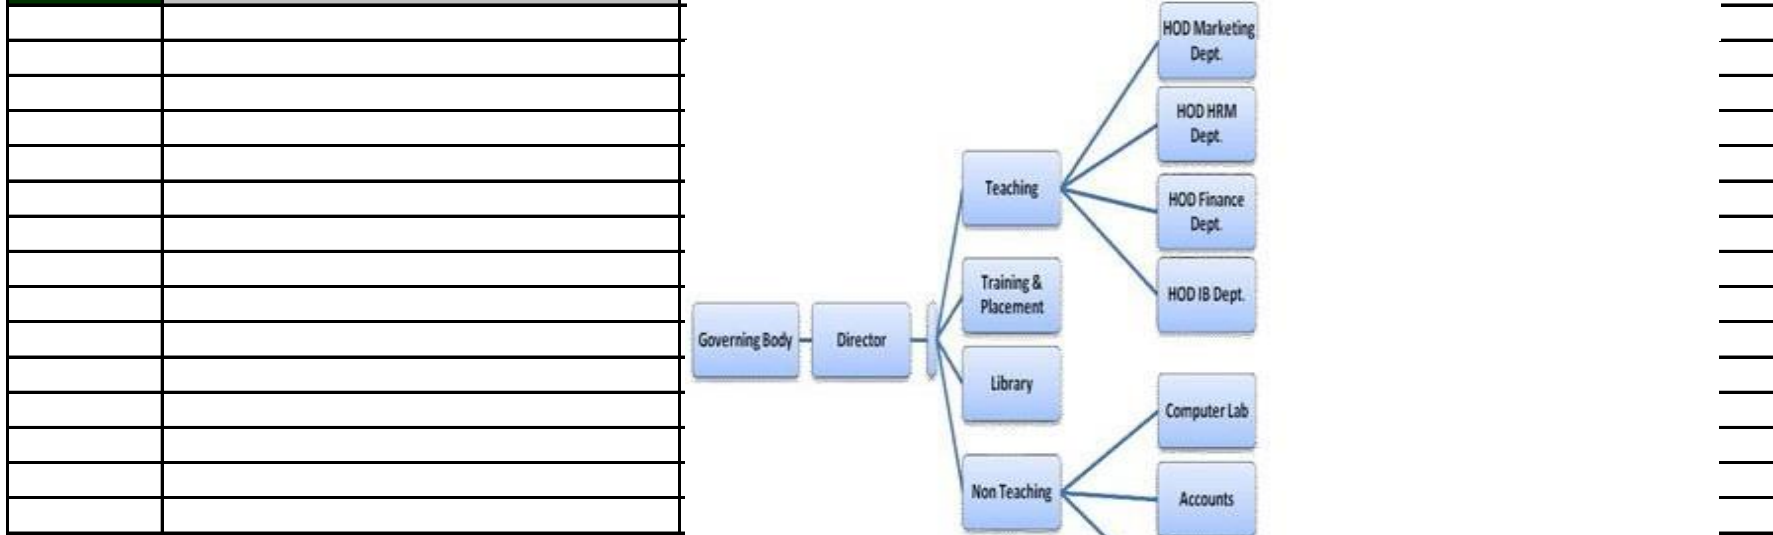 HOD Marketing
Dept.
HOD HRM
Dept.
Teaching
HOD Finance
Dept.
Training &
Placement
HOD IB Dept.
Governing Body
Director
Library
Computer Lab
Non Teaching
Accounts